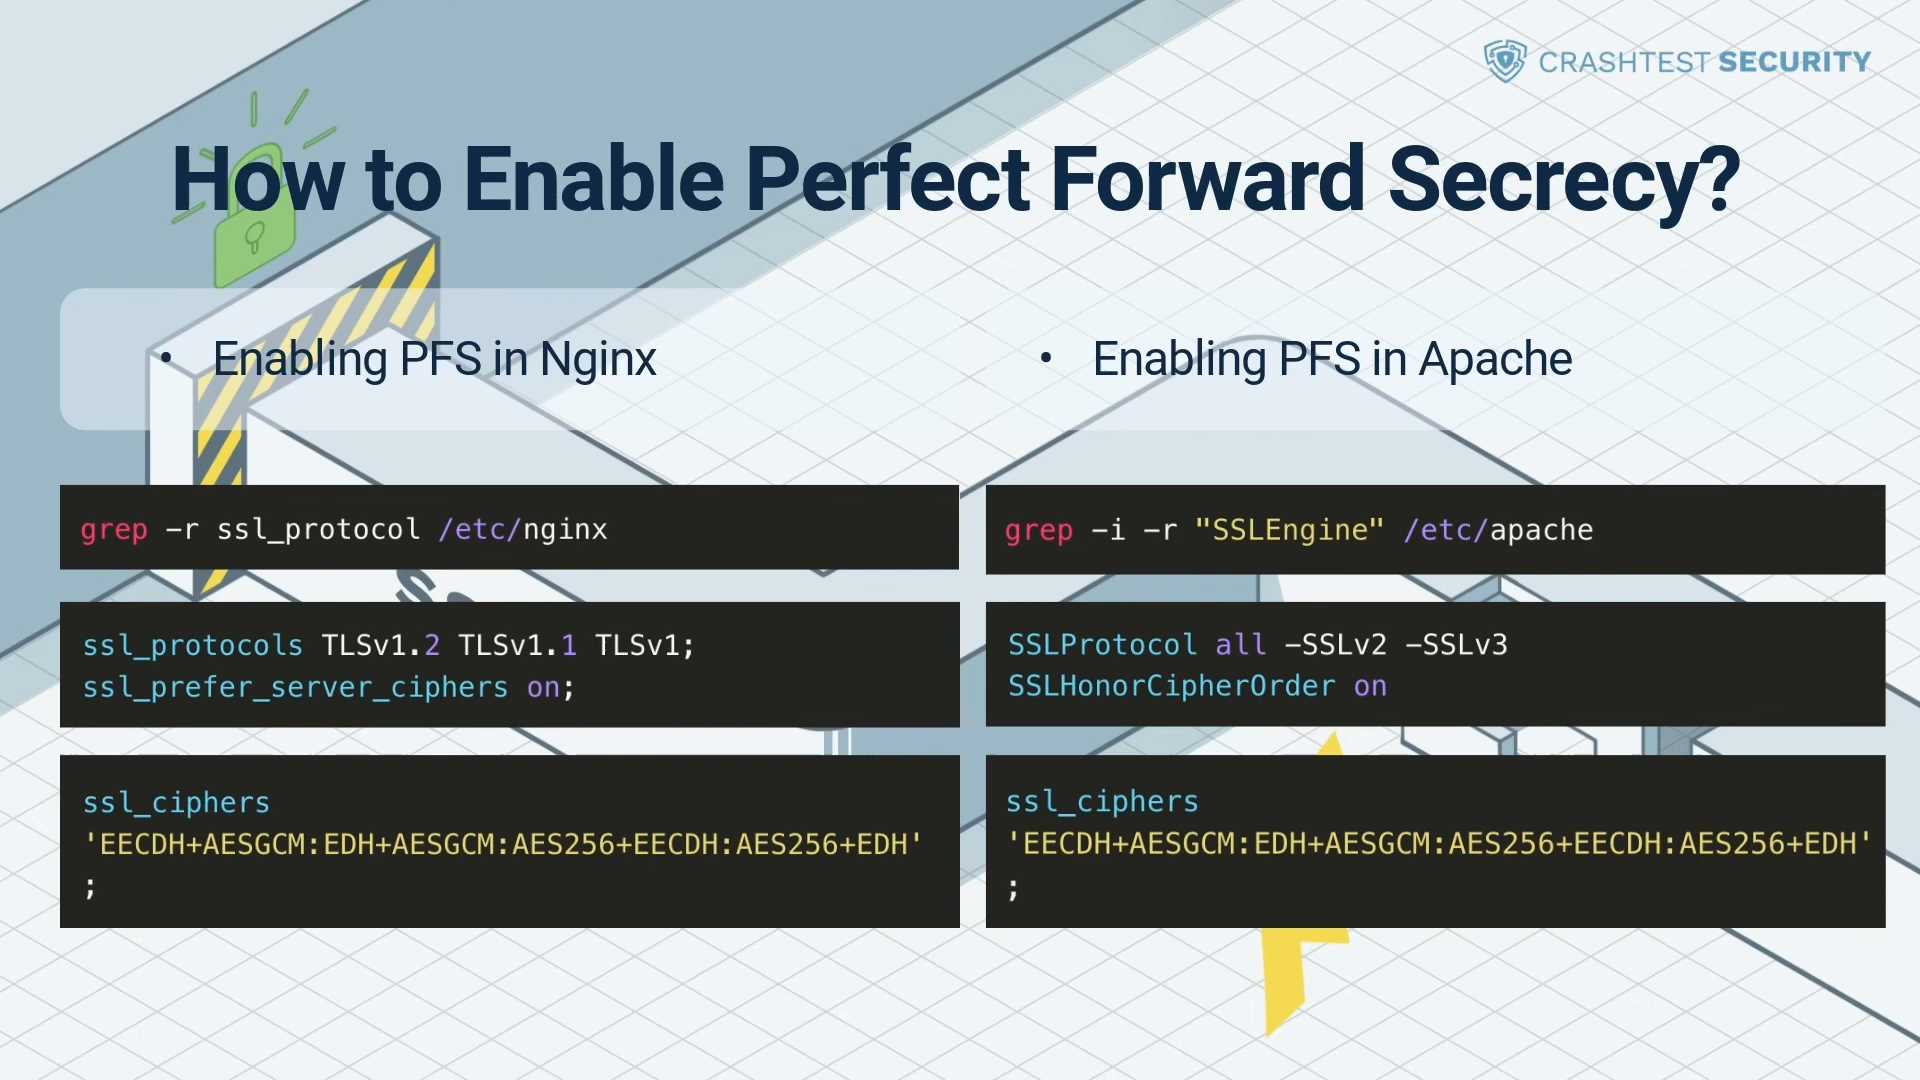 CRASHTEST SECURITY
How to Enable Perfect Forward Secrecy?
• Enabling PFS in Nginx
grep -r ssl_protocol /etc/nginx
ssl_protocols TLSv1.2 TLSv1.1 TLSv1;
ssl_prefer_server_ciphers on;
ssl_ciphers
'EECDH+AESGCM:EDH+AESGCM:AES256+EECDH:AES256+EDH'
;
• Enabling PFS in Apache
grep -i -r "SSLEngine" /etc/apache
SSLProtocol all -SSLv2 -SSLv3
SSLHonorCipherOrder on
ssl_ciphers
'EECDH+AESGCM:EDH+AESGCM:AES256+EECDH:AES256+EDH'
;